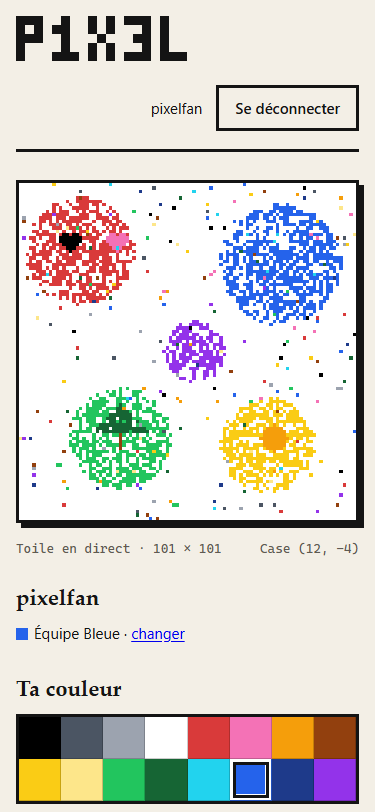 P1X3L
pixelfan
Se déconnecter
Toile en direct · 101 × 101
Case (12, −4)
pixelfan
Équipe Bleue · changer
Ta couleur